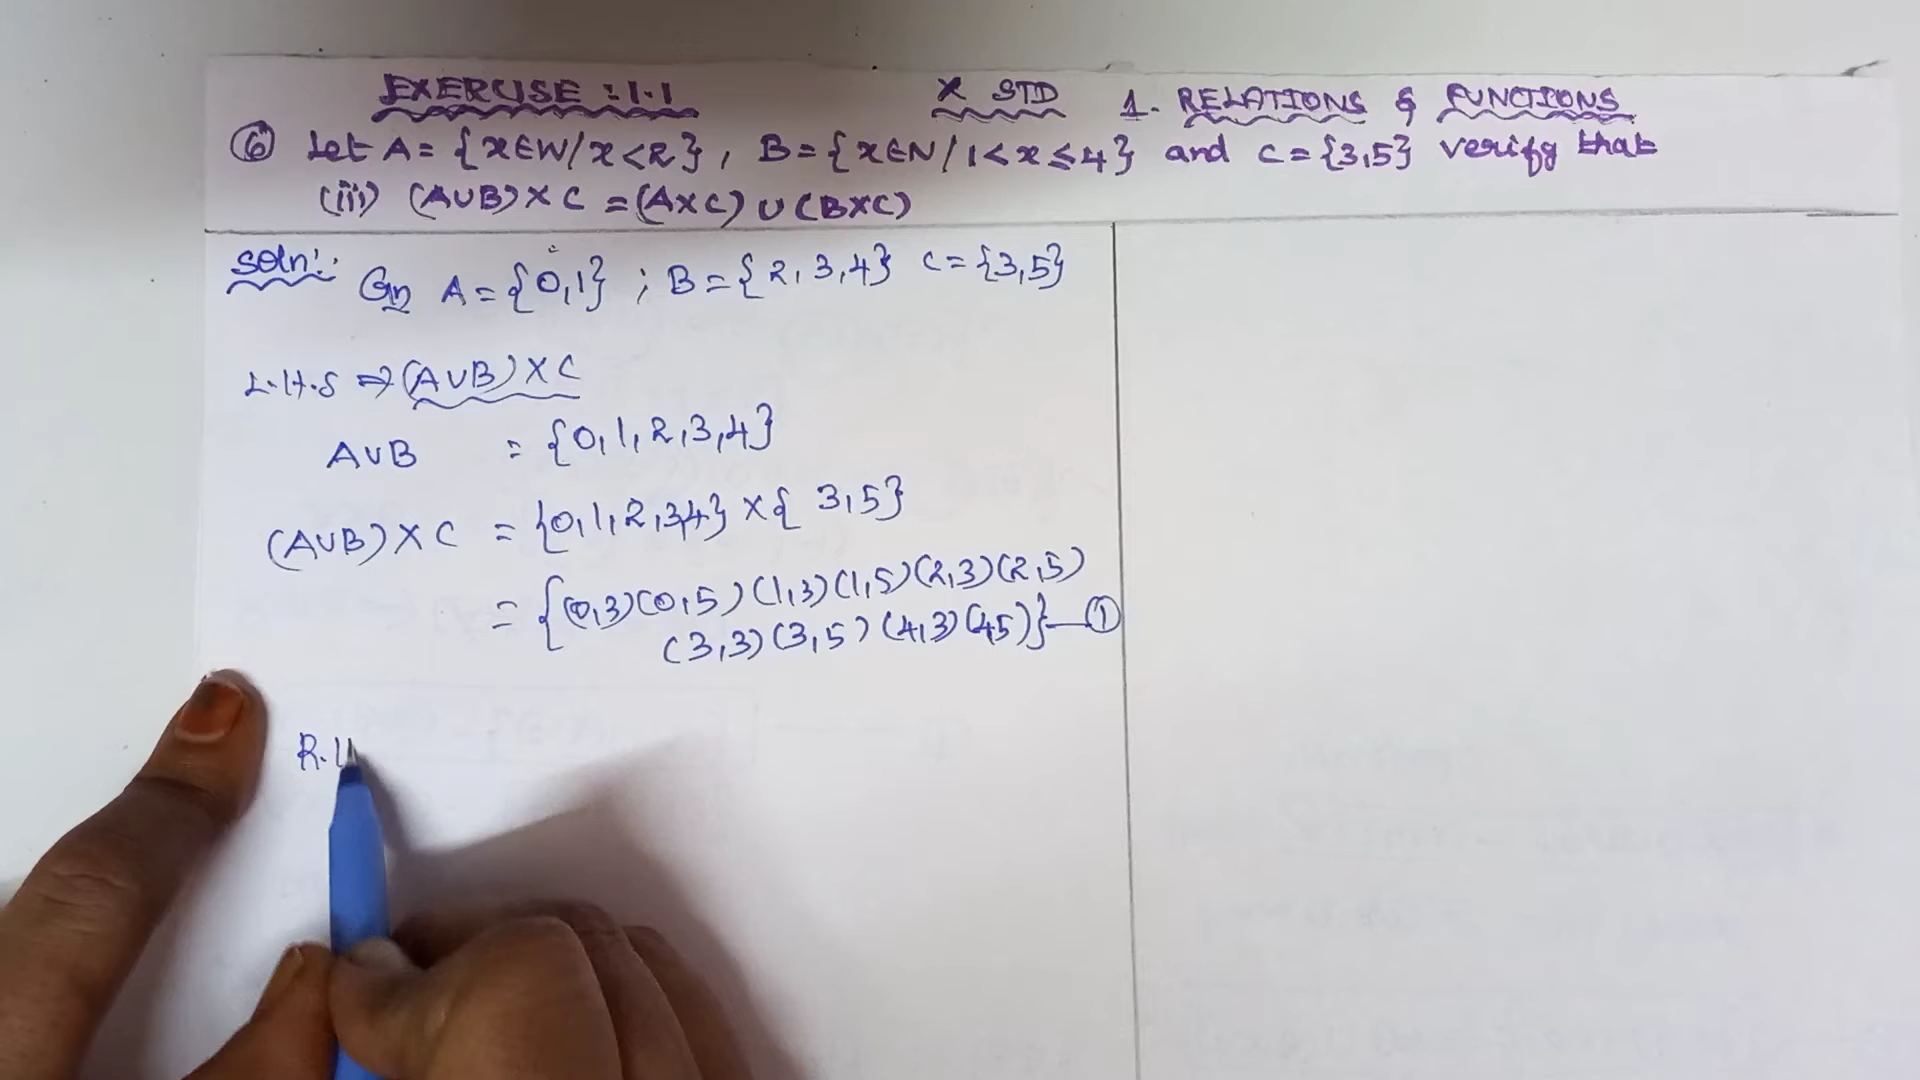 EXERCISE : 1.1 X STD 1. RELATIONS & FUNCTIONS
⑥ Let A = {x∈W/x<2}, B = {x∈N/1<x≤4} and C = {3,5} verify that
(iii) (A∪B)×C = (A×C)∪(B×C)
Soln:
Gn A = {0,1} ; B = {2,3,4} C = {3,5}
L.H.S ⇒ (A∪B)×C
A∪B = {0,1,2,3,4}
(A∪B)×C = {0,1,2,3,4} × {3,5}
= {(0,3)(0,5)(1,3)(1,5)(2,3)(2,5)
(3,3)(3,5)(4,3)(4,5)}—①
R.H